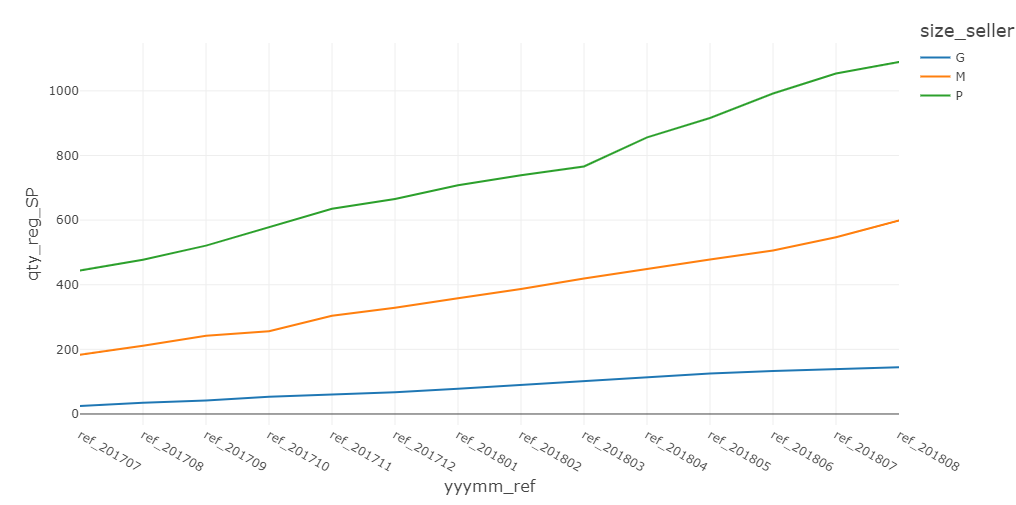 size_seller
G
M
P
qty_reg_SP
1000
800
600
400
200
0
ref_201707
ref_201708
ref_201709
ref_201710
ref_201711
ref_201712
ref_201801
ref_201802
ref_201803
ref_201804
ref_201805
ref_201806
ref_201807
ref_201808
yyymm_ref